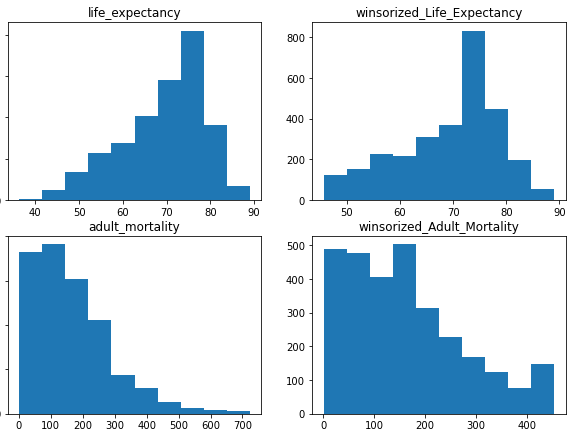 life_expectancy
winsorized_Life_Expectancy
800
600
400
200
0
40 50 60 70 80 90
50 60 70 80 90
adult_mortality
winsorized_Adult_Mortality
500
400
300
200
100
0
0 100 200 300 400 500 600 700
0 100 200 300 400